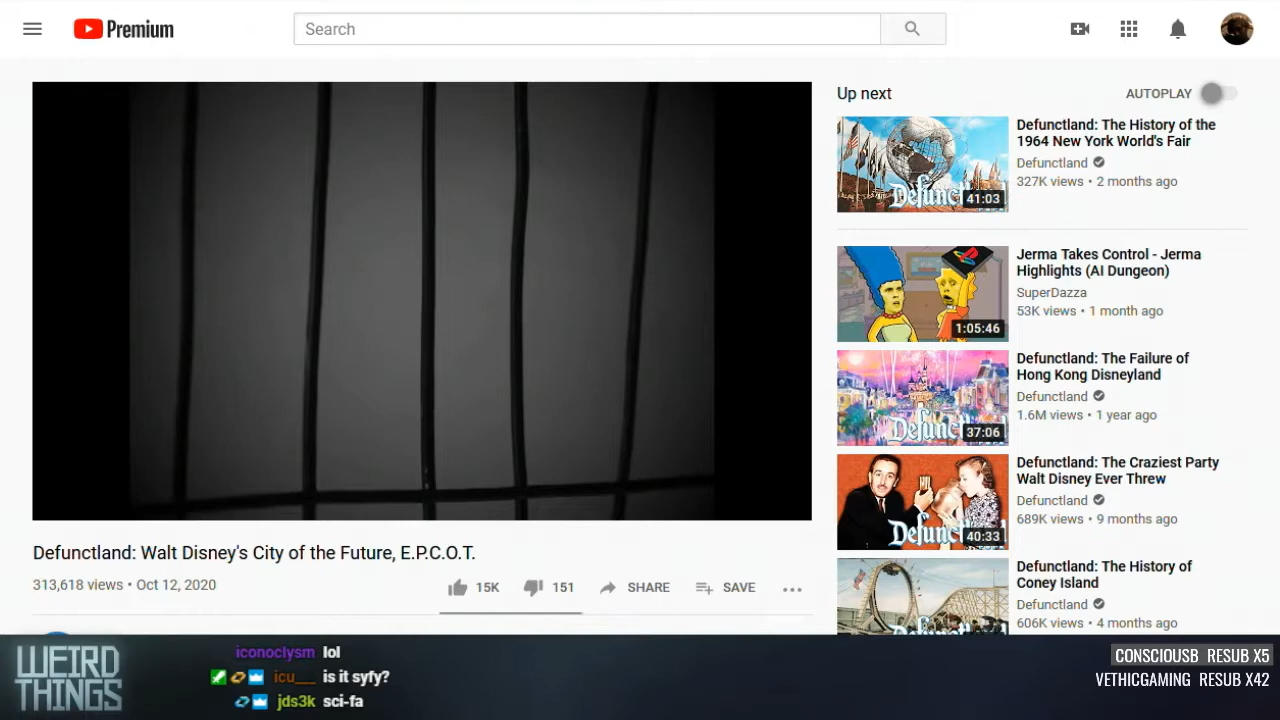 Premium
Search
Up next
AUTOPLAY
Defunctland: The History of the
1964 New York World's Fair
Defunctland
327K views • 2 months ago
Defunctl
41:03
Jerma Takes Control - Jerma
Highlights (AI Dungeon)
SuperDazza
53K views • 1 month ago
1:05:46
Defunctland: The Failure of
Hong Kong Disneyland
Defunctland
1.6M views • 1 year ago
Defunctl
37:06
Defunctland: The Craziest Party
Walt Disney Ever Threw
Defunctland
689K views • 9 months ago
Defunctl
40:33
Defunctland: The History of
Coney Island
Defunctland
606K views • 4 months ago
Defunctland: Walt Disney's City of the Future, E.P.C.O.T.
313,618 views • Oct 12, 2020
15K
151
SHARE
SAVE
WEIRD
THINGS
iconoclysm lol
icu__ is it syfy?
jds3k sci-fa
CONSCIOUSB RESUB X5
VETHICGAMING RESUB X42